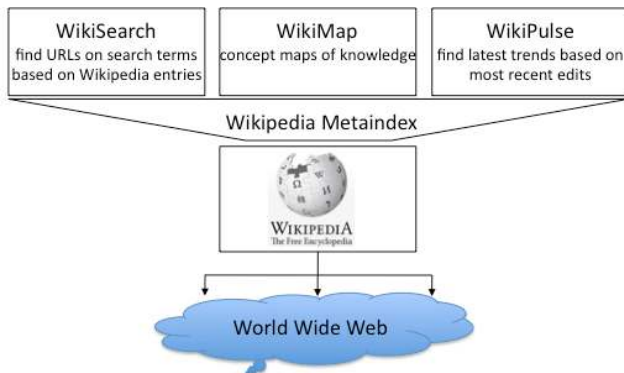 WikiSearch
find URLs on search terms
based on Wikipedia entries
WikiMap
concept maps of knowledge
WikiPulse
find latest trends based on
most recent edits
Wikipedia Metaindex
Ω W И
WIKIPEDIA
The Free Encyclopedia
World Wide Web